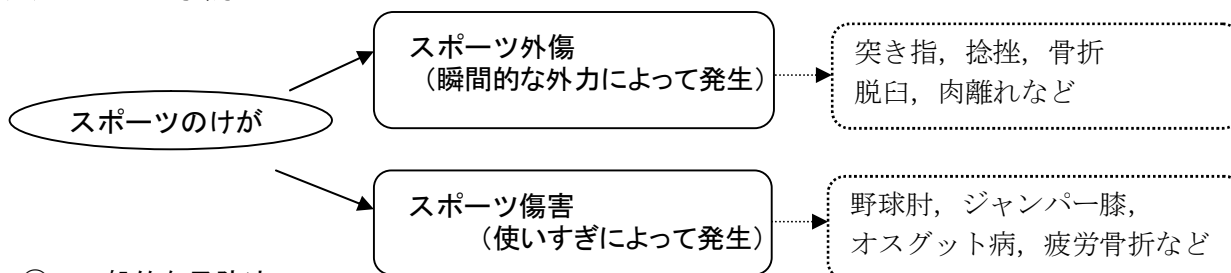 スポーツ外傷
(瞬間的な外力によって発生)
突き指,捻挫,骨折
脱臼,肉離れなど
スポーツのけが
スポーツ傷害
(使いすぎによって発生)
野球肘,ジャンパー膝,
オスグット病,疲労骨折など